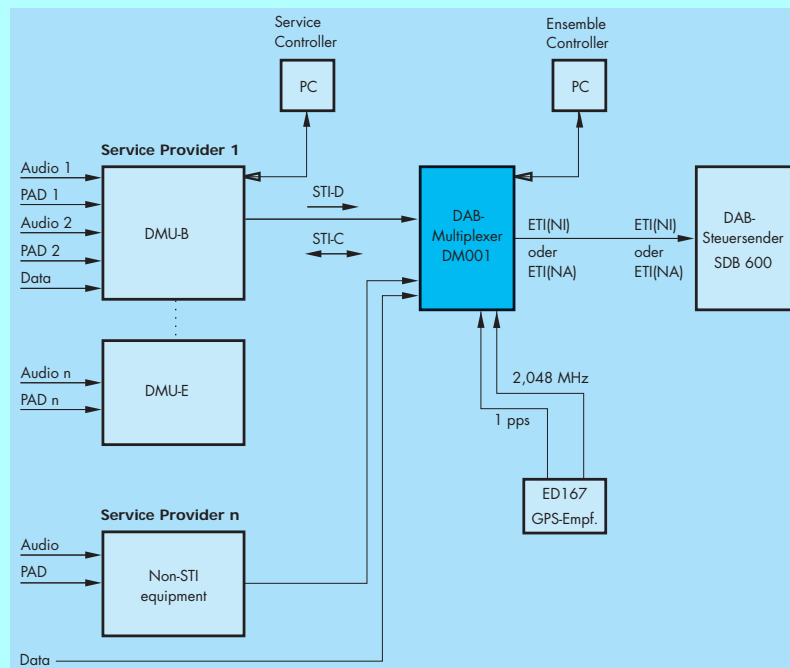 Service
Controller
PC
Ensemble
Controller
PC
Service Provider 1
Audio 1
PAD 1
Audio 2
PAD 2
Data
DMU-B
STI-D
STI-C
DAB-
Multiplexer
DM001
ETI(NI)
oder
ETI(NA)
ETI(NI)
oder
ETI(NA)
DAB-
Steuersender
SDB 600
Audio n
PAD n
DMU-E
2,048 MHz
1 pps
ED167
GPS-Empf.
Service Provider n
Audio
PAD
Non-STI
equipment
Data